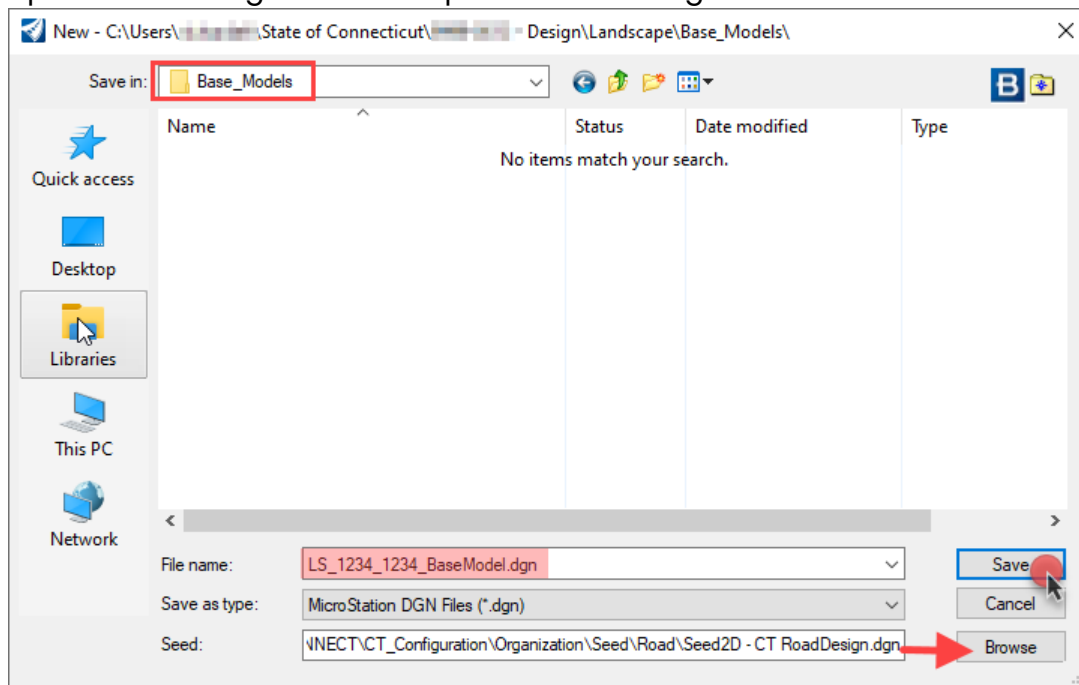 New - C:\Users\ \State of Connecticut\ - Design\Landscape\Base_Models\
Save in: Base_Models
B
Name Status Date modified Type
No items match your search.
Quick access
Desktop
Libraries
This PC
Network
File name: LS_1234_1234_BaseModel.dgn Save
Save as type: MicroStation DGN Files (*.dgn) Cancel
Seed: \NNECT\CT_Configuration\Organization\Seed\Road\Seed2D - CT RoadDesign.dgn Browse